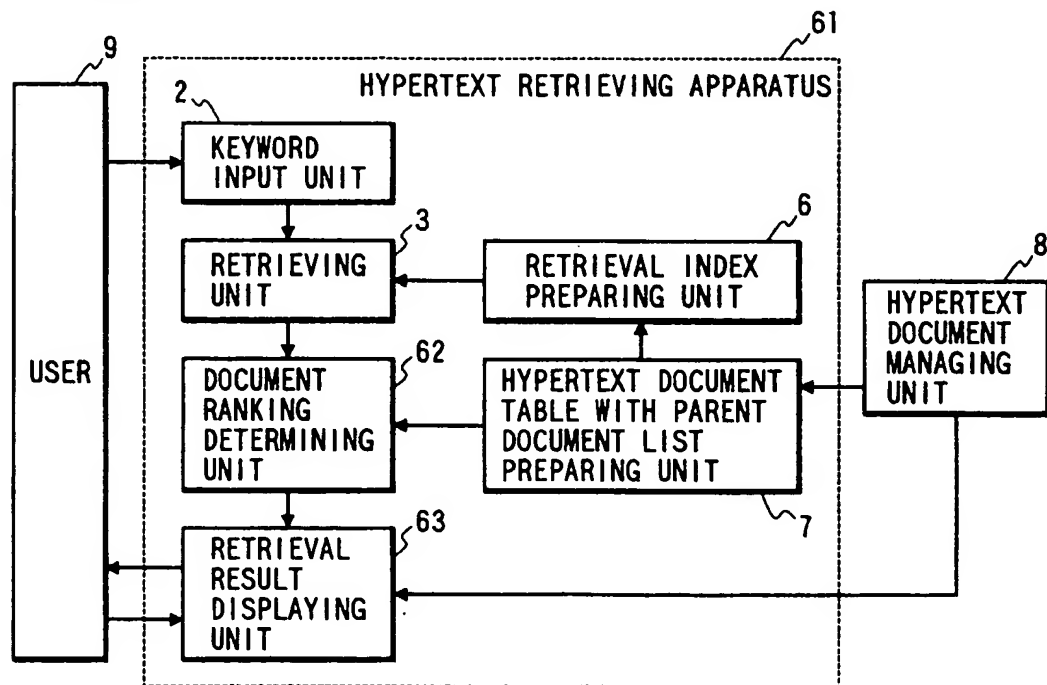 61
9
HYPERTEXT RETRIEVING APPARATUS
2
KEYWORD
INPUT UNIT
3
RETRIEVING
UNIT
6
RETRIEVAL INDEX
PREPARING UNIT
8
HYPERTEXT
DOCUMENT
MANAGING
UNIT
USER
62
DOCUMENT
RANKING
DETERMINING
UNIT
HYPERTEXT DOCUMENT
TABLE WITH PARENT
DOCUMENT LIST
PREPARING UNIT
7
63
RETRIEVAL
RESULT
DISPLAYING
UNIT